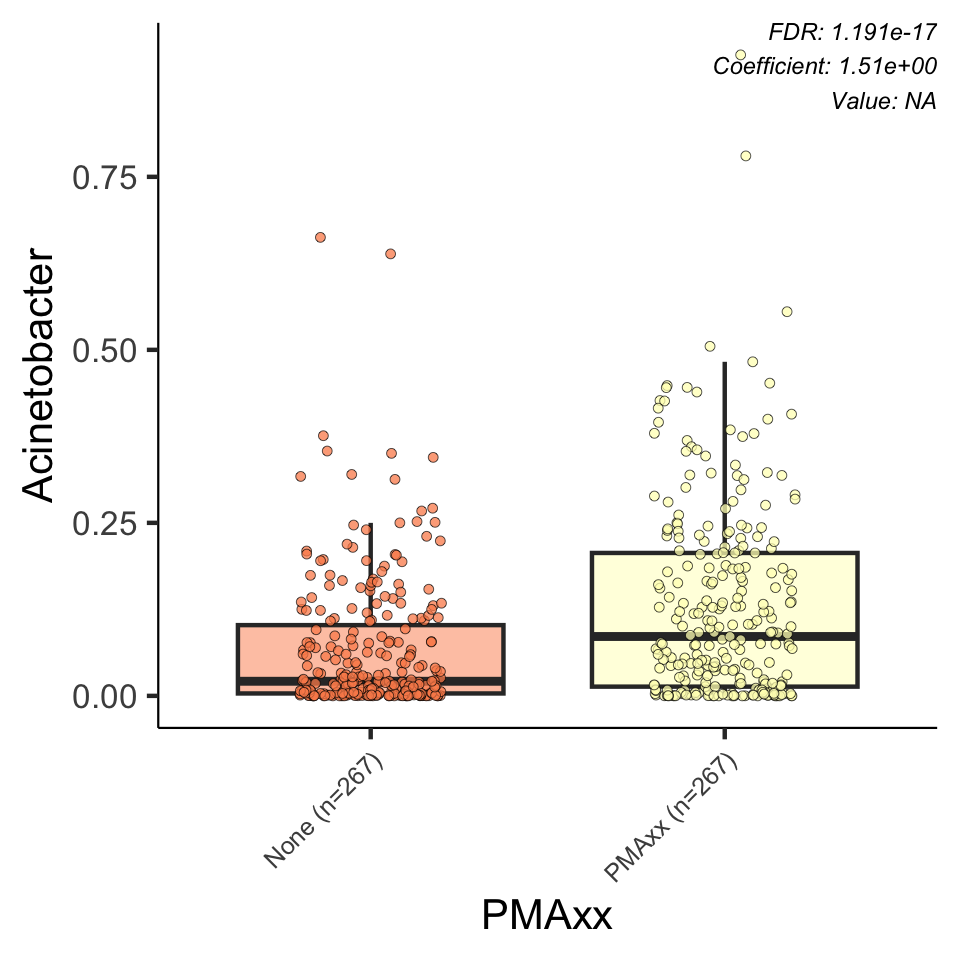 FDR: 1.191e-17
Coefficient: 1.51e+00
Value: NA
Acinetobacter
0.75
0.50
0.25
0.00
None (n=267)
PMAxx (n=267)
PMAxx